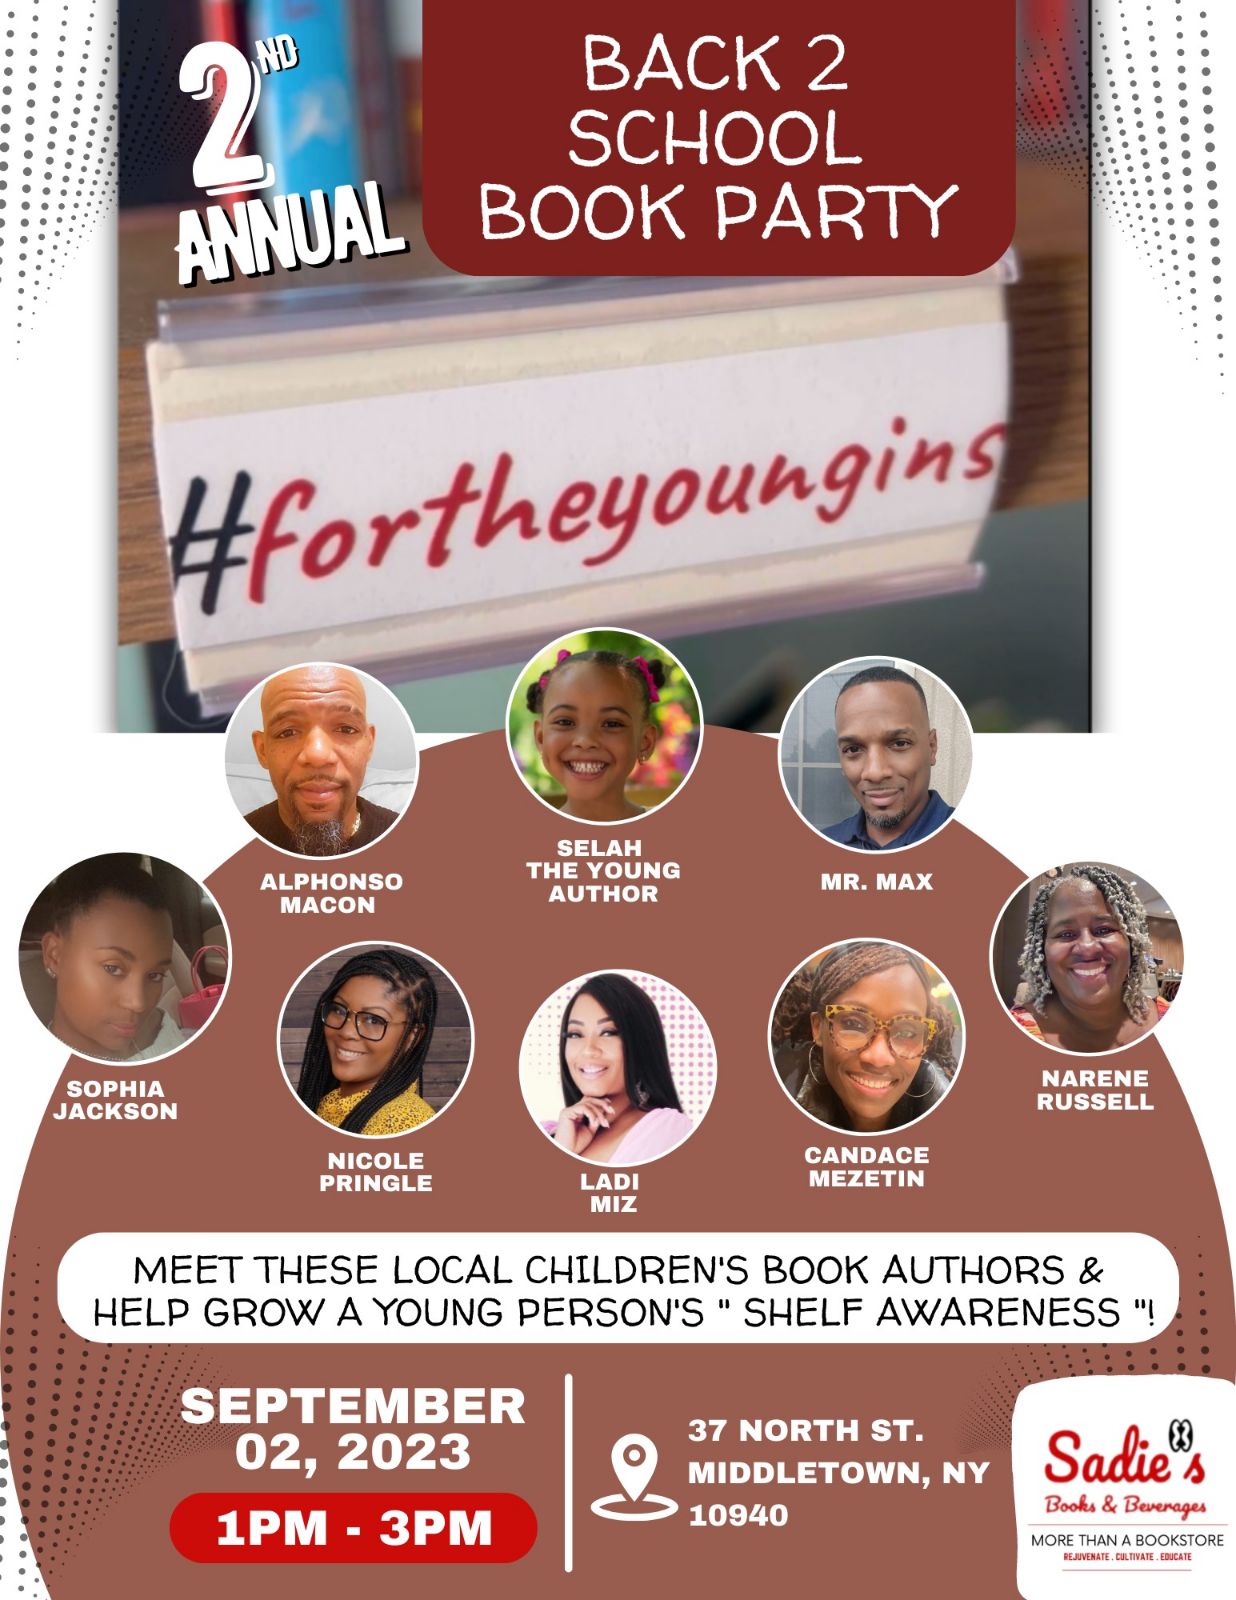 2ND
ANNUAL
BACK 2
SCHOOL
BOOK PARTY
#fortheyoungins
ALPHONSO
MACON
SELAH
THE YOUNG
AUTHOR
MR. MAX
SOPHIA
JACKSON
NICOLE
PRINGLE
LADI
MIZ
CANDACE
MEZETIN
NARENE
RUSSELL
MEET THESE LOCAL CHILDREN'S BOOK AUTHORS &
HELP GROW A YOUNG PERSON'S " SHELF AWARENESS "!
SEPTEMBER
02, 2023
1PM - 3PM
37 NORTH ST.
MIDDLETOWN, NY
10940
Sadie's
Books & Beverages
MORE THAN A BOOKSTORE
REJUVENATE . CULTIVATE . EDUCATE